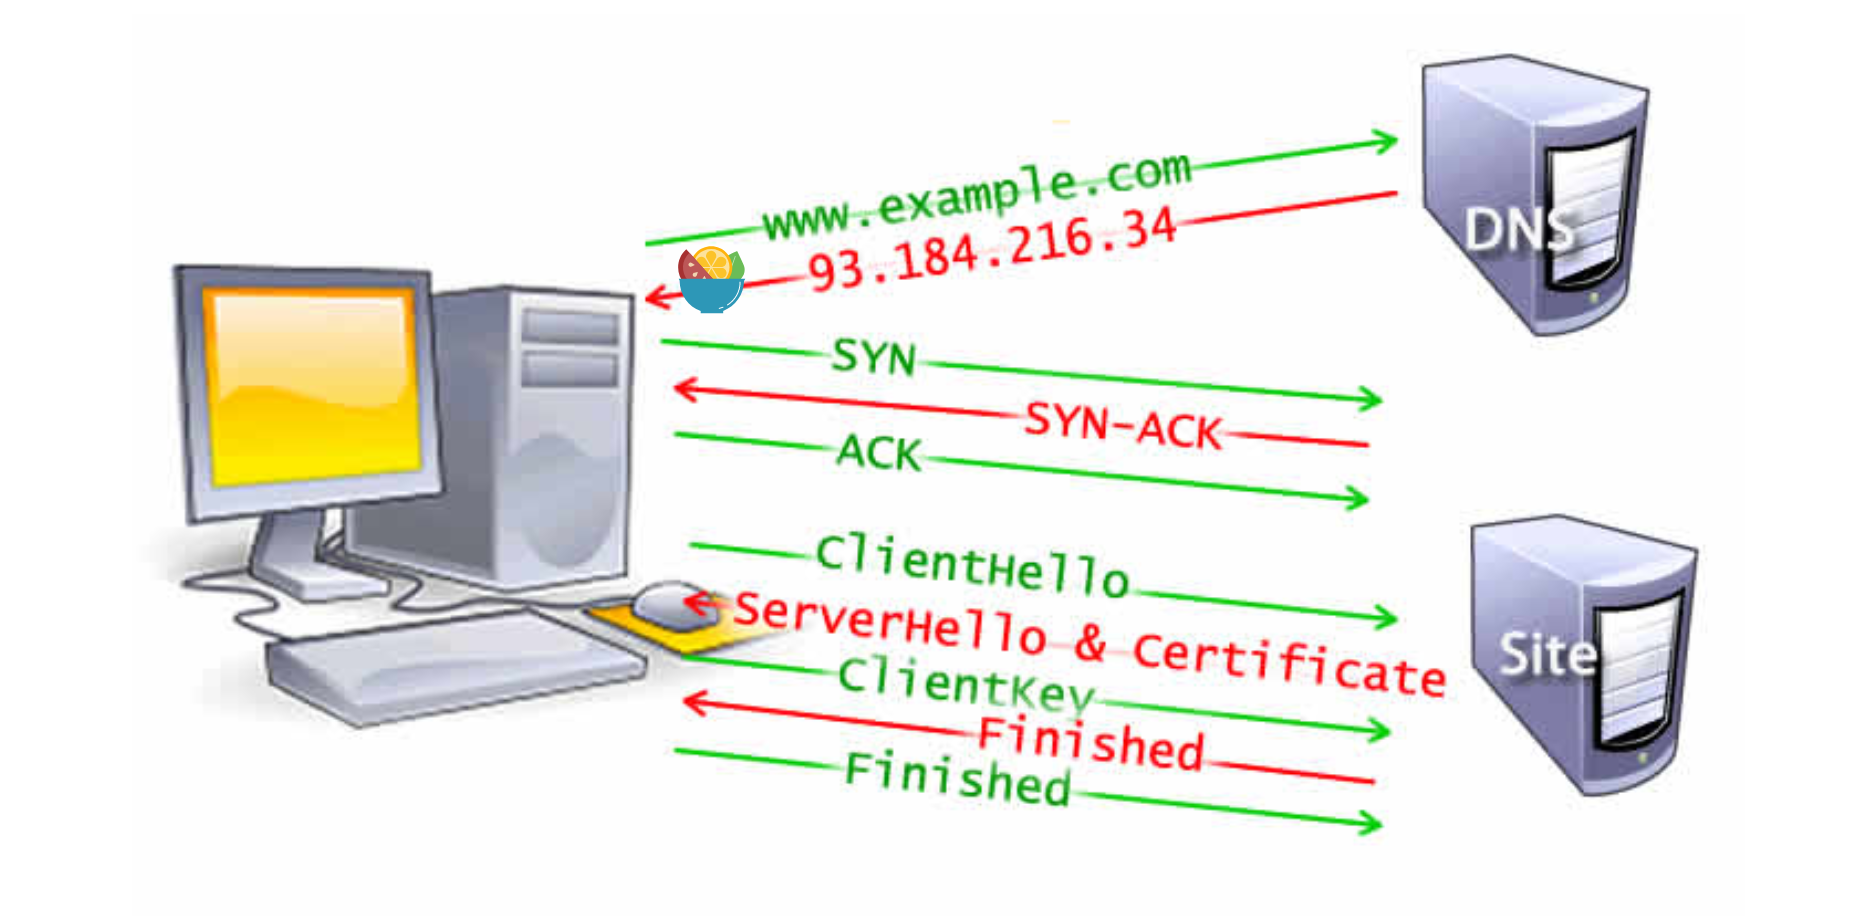 www.example.com
93.184.216.34
DNS
SYN
SYN-ACK
ACK
ClientHello
ServerHello & Certificate
Site
ClientKey
Finished
Finished